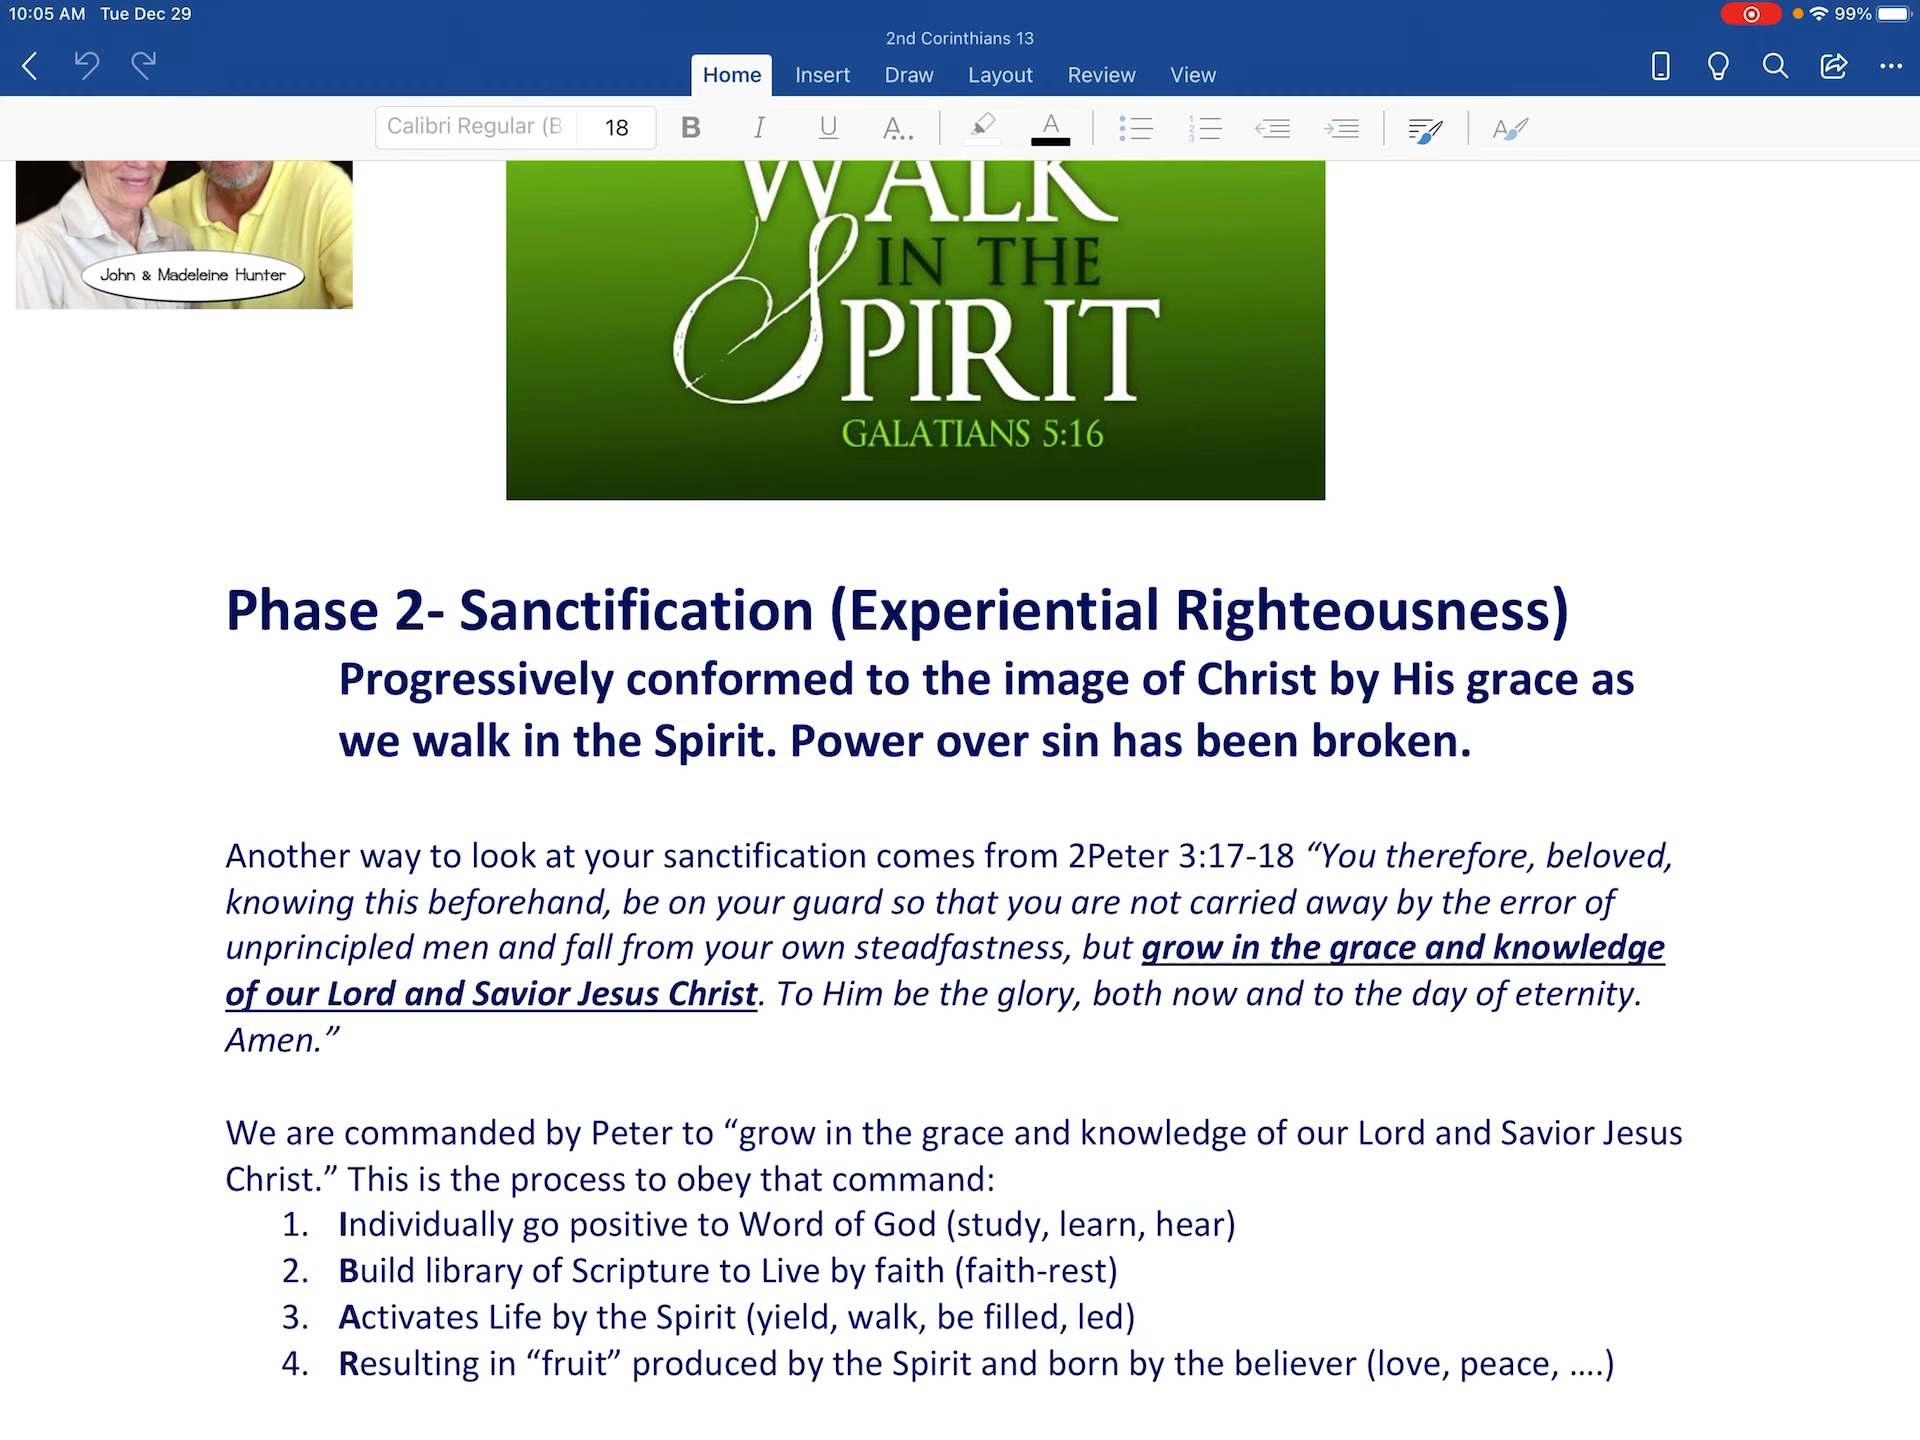 10:05 AM Tue Dec 29
99%
2nd Corinthians 13
Home Insert Draw Layout Review View
Calibri Regular (B 18 B I U A.. A
John & Madeleine Hunter
WALK
IN THE
SPIRIT
GALATIANS 5:16
Phase 2- Sanctification (Experiential Righteousness)
Progressively conformed to the image of Christ by His grace as
we walk in the Spirit. Power over sin has been broken.
Another way to look at your sanctification comes from 2Peter 3:17-18 “You therefore, beloved,
knowing this beforehand, be on your guard so that you are not carried away by the error of
unprincipled men and fall from your own steadfastness, but grow in the grace and knowledge
of our Lord and Savior Jesus Christ. To Him be the glory, both now and to the day of eternity.
Amen.”
We are commanded by Peter to “grow in the grace and knowledge of our Lord and Savior Jesus
Christ.” This is the process to obey that command:
1. Individually go positive to Word of God (study, learn, hear)
2. Build library of Scripture to Live by faith (faith-rest)
3. Activates Life by the Spirit (yield, walk, be filled, led)
4. Resulting in “fruit” produced by the Spirit and born by the believer (love, peace, ….)